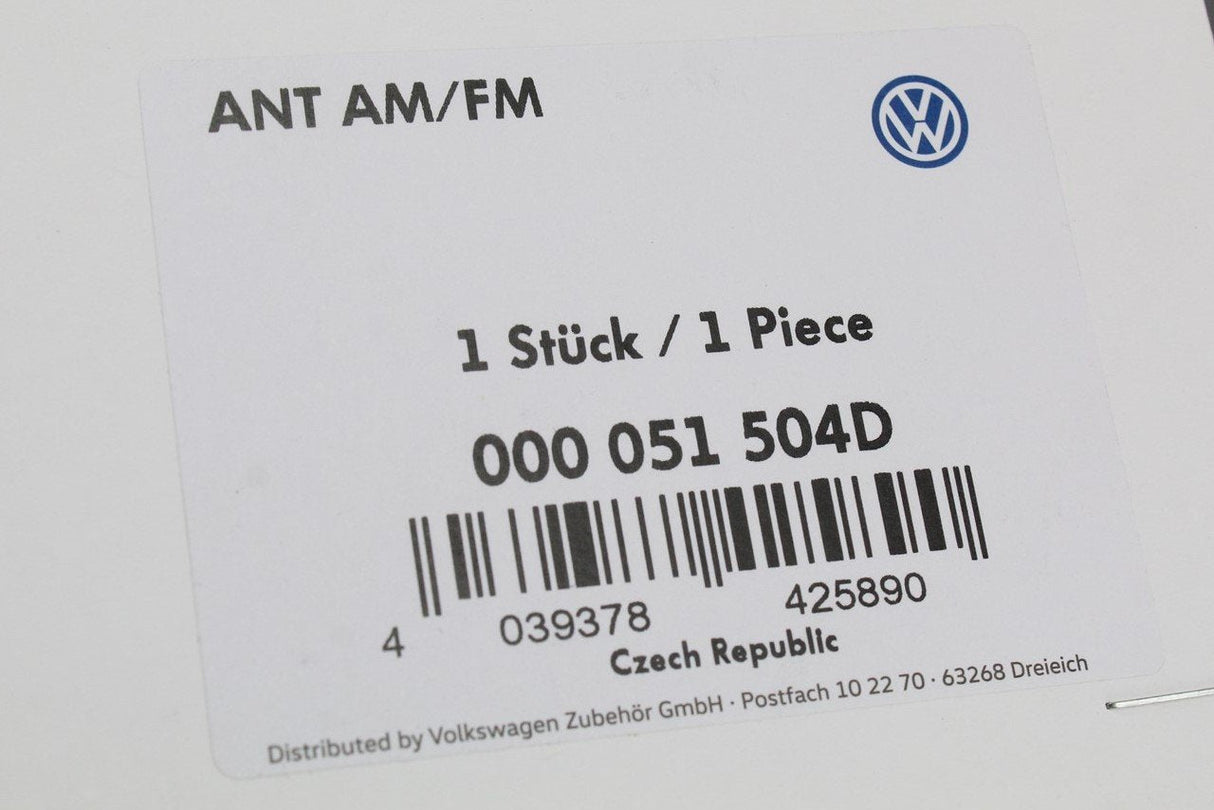 ANT AM/FM
1 Stück / 1 Piece
000 051 504D
4 039378 425890
Czech Republic
Distributed by Volkswagen Zubehör GmbH · Postfach 10 22 70 · 63268 Dreieich